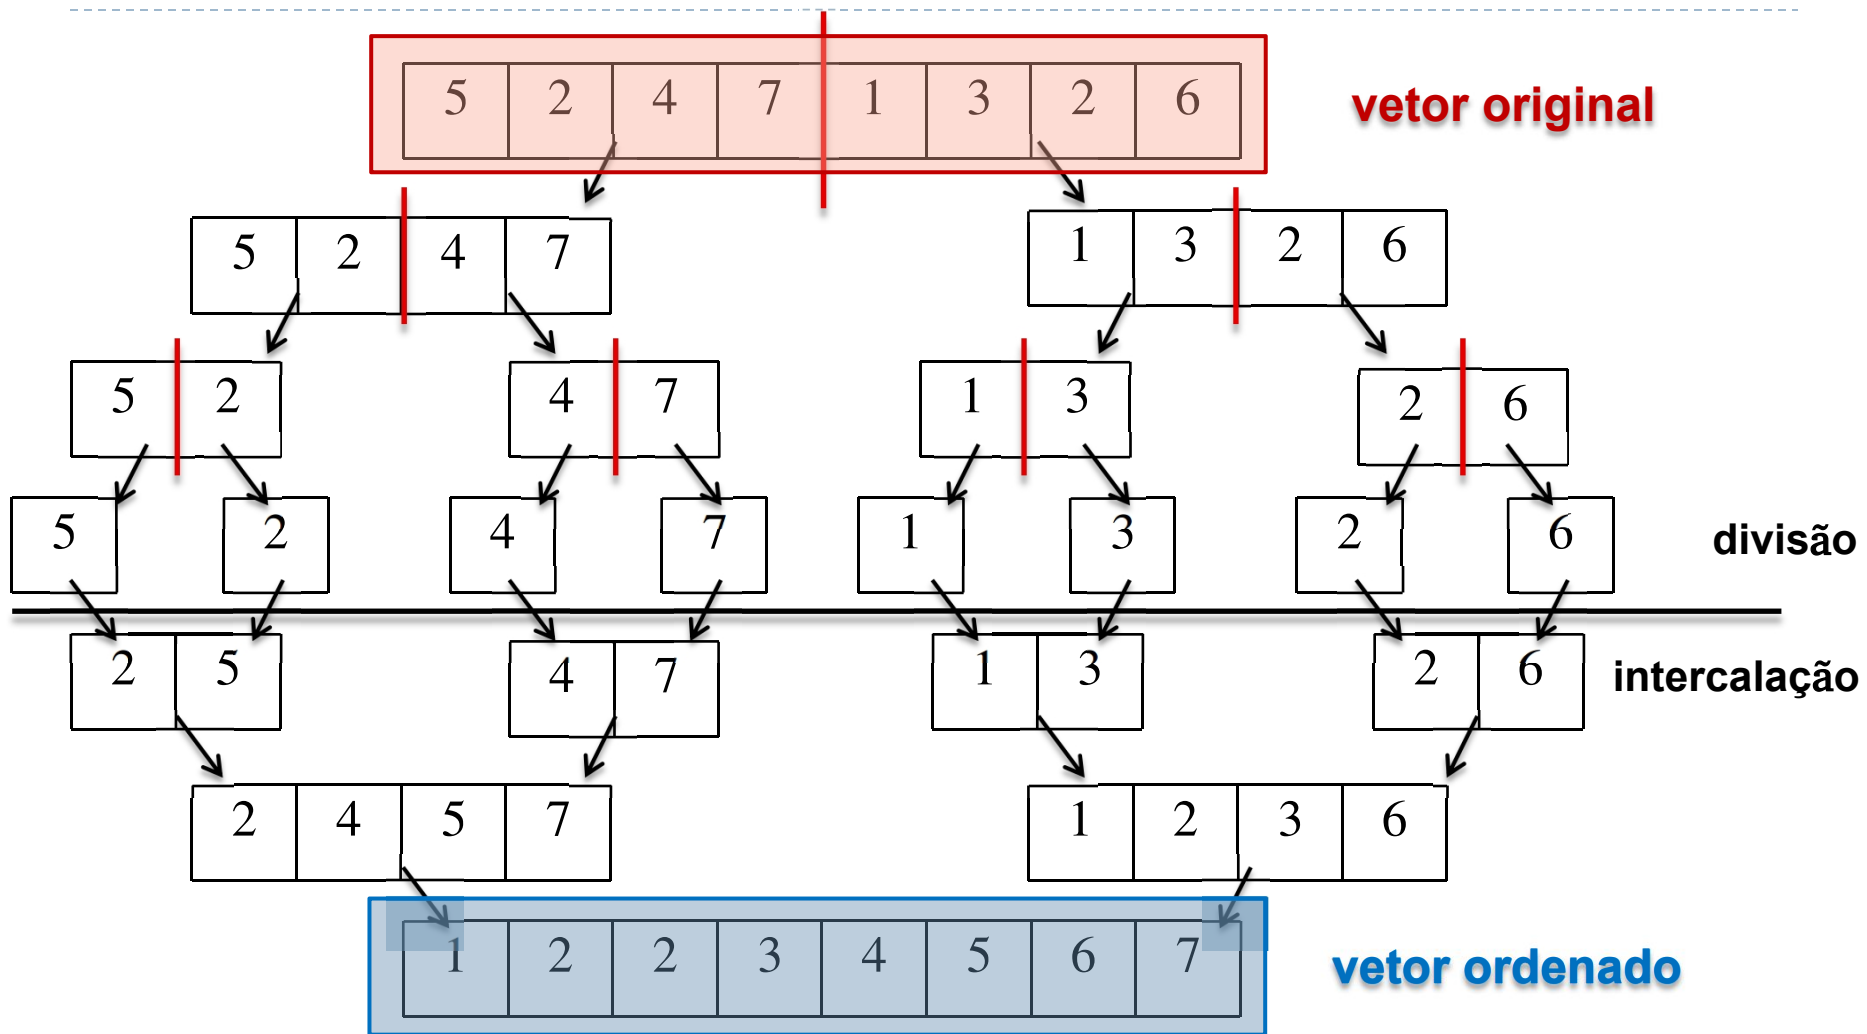 5 2 4 7 1 3 2 6 vetor original
5 2 4 7 1 3 2 6
5 2 4 7 1 3 2 6
5 2 4 7 1 3 2 6 divisão
2 5 4 7 1 3 2 6 intercalação
2 4 5 7 1 2 3 6
1 2 2 3 4 5 6 7 vetor ordenado